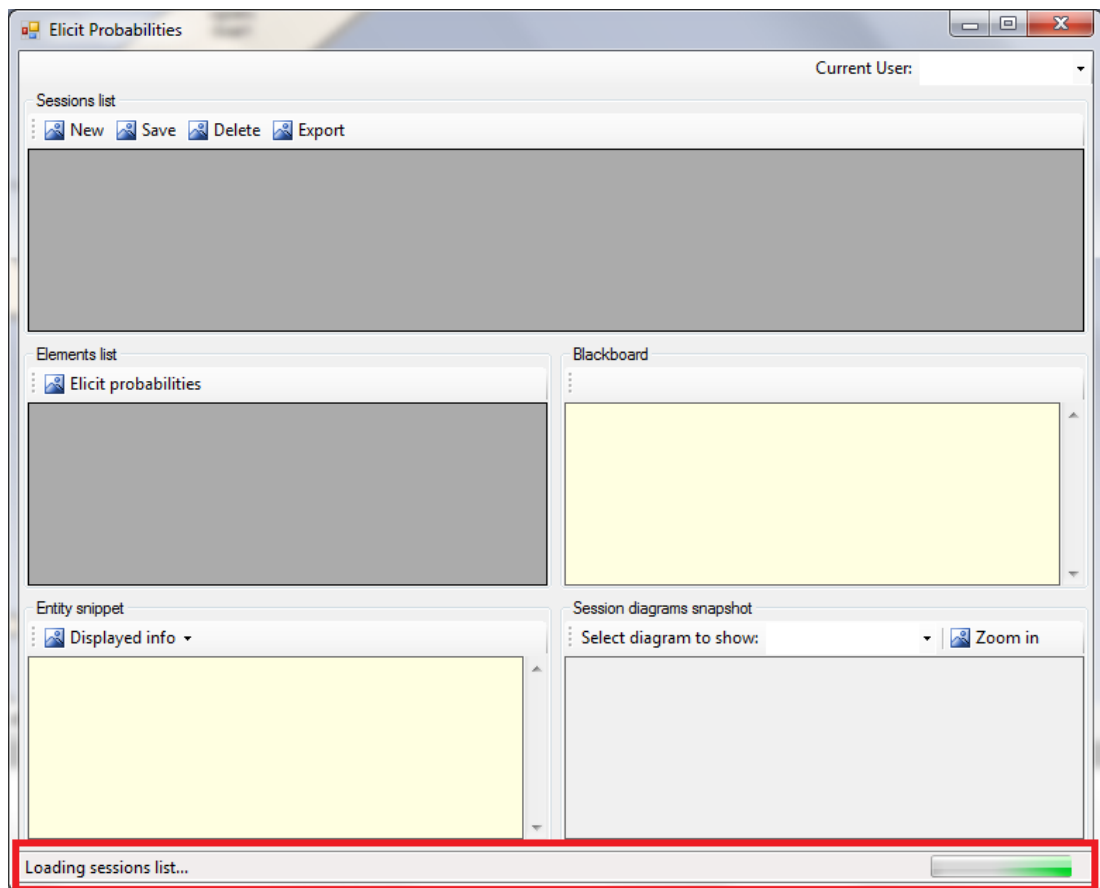 Elicit Probabilities
Current User:
Sessions list
New Save Delete Export
Elements list
Elicit probabilities
Blackboard
Entity snippet
Displayed info
Session diagrams snapshot
Select diagram to show: Zoom in
Loading sessions list...